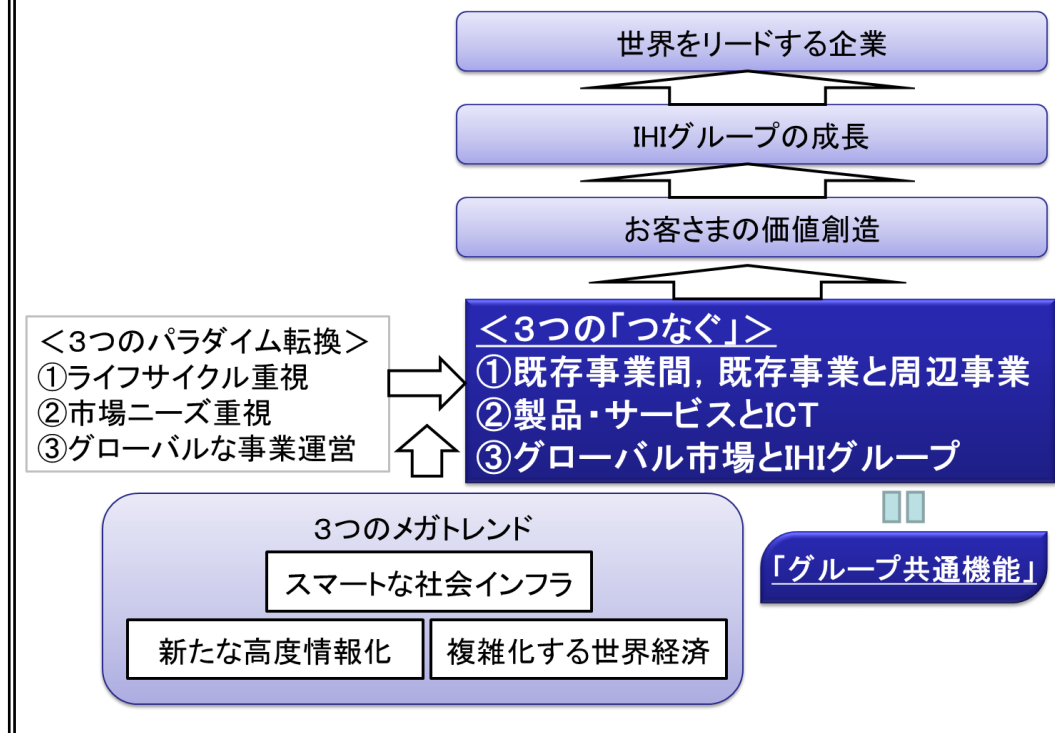 世界をリードする企業
IHIグループの成長
お客さまの価値創造
＜３つのパラダイム転換＞
①ライフサイクル重視
②市場ニーズ重視
③グローバルな事業運営
＜３つの「つなぐ」＞
①既存事業間，既存事業と周辺事業
②製品・サービスとICT
③グローバル市場とIHIグループ
３つのメガトレンド
スマートな社会インフラ
新たな高度情報化
複雑化する世界経済
「グループ共通機能」